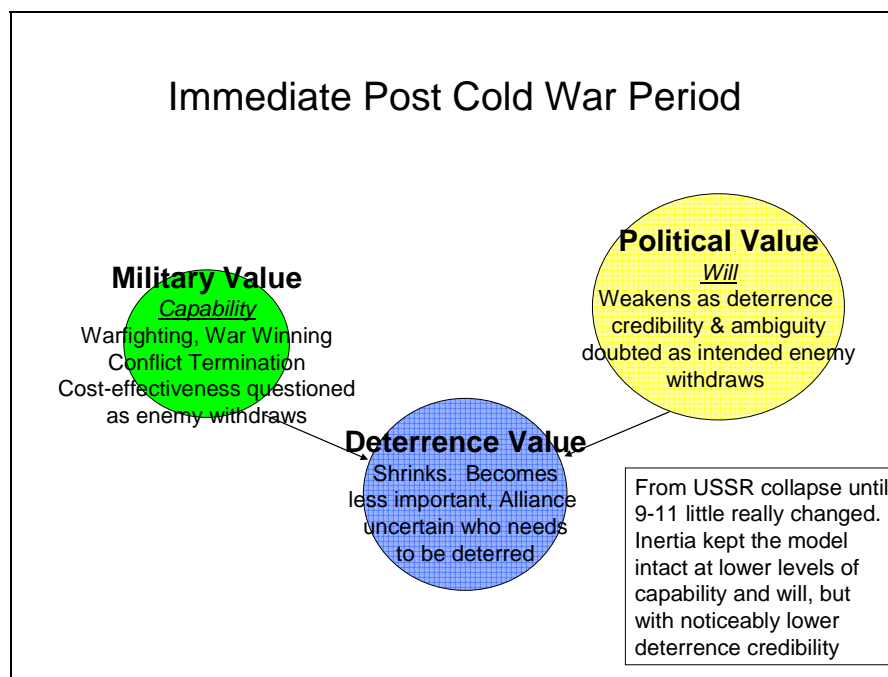 Immediate Post Cold War Period
Military Value
Capability
Warfighting, War Winning
Conflict Termination
Cost-effectiveness questioned
as enemy withdraws
Political Value
Will
Weakens as deterrence
credibility & ambiguity
doubted as intended enemy
withdraws
Deterrence Value
Shrinks.  Becomes
less important, Alliance
uncertain who needs
to be deterred
From USSR collapse until
9-11 little really changed.
Inertia kept the model
intact at lower levels of
capability and will, but
with noticeably lower
deterrence credibility